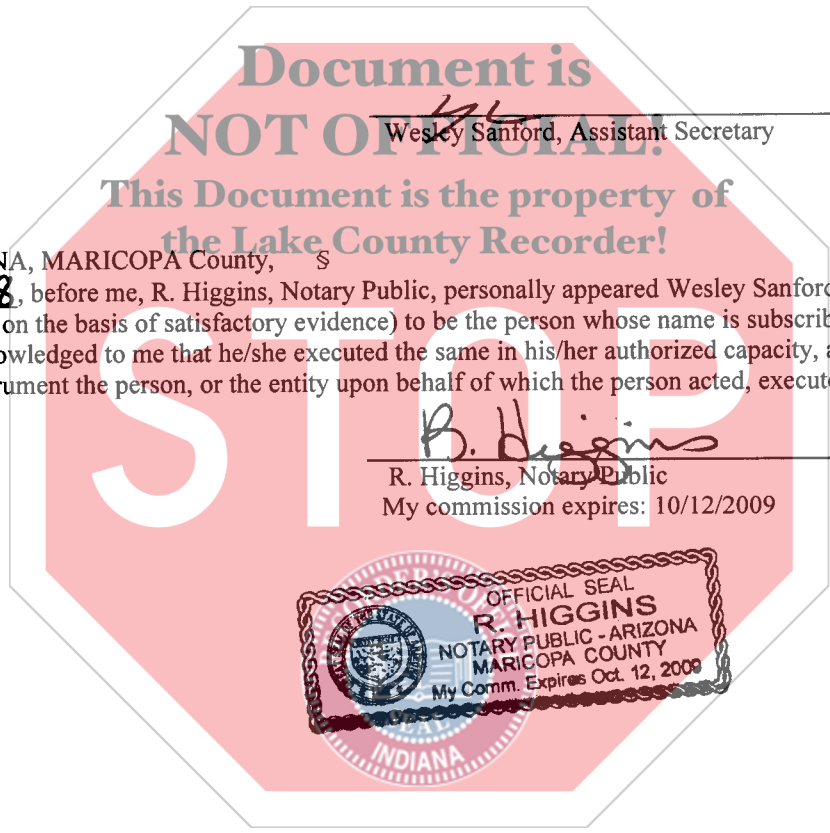 Document is
NOT OFFICIAL!
This Document is the property of
the Lake County Recorder!
STOP
Wesley Sanford, Assistant Secretary
NA, MARICOPA County, §
8, before me, R. Higgins, Notary Public, personally appeared Wesley Sanford
on the basis of satisfactory evidence) to be the person whose name is subscrib
owledged to me that he/she executed the same in his/her authorized capacity, a
rument the person, or the entity upon behalf of which the person acted, execute
R. Higgins
R. Higgins, Notary Public
My commission expires: 10/12/2009
OFFICIAL SEAL
R. HIGGINS
NOTARY PUBLIC - ARIZONA
MARICOPA COUNTY
My Comm. Expires Oct. 12, 2009
SEAL
INDIANA